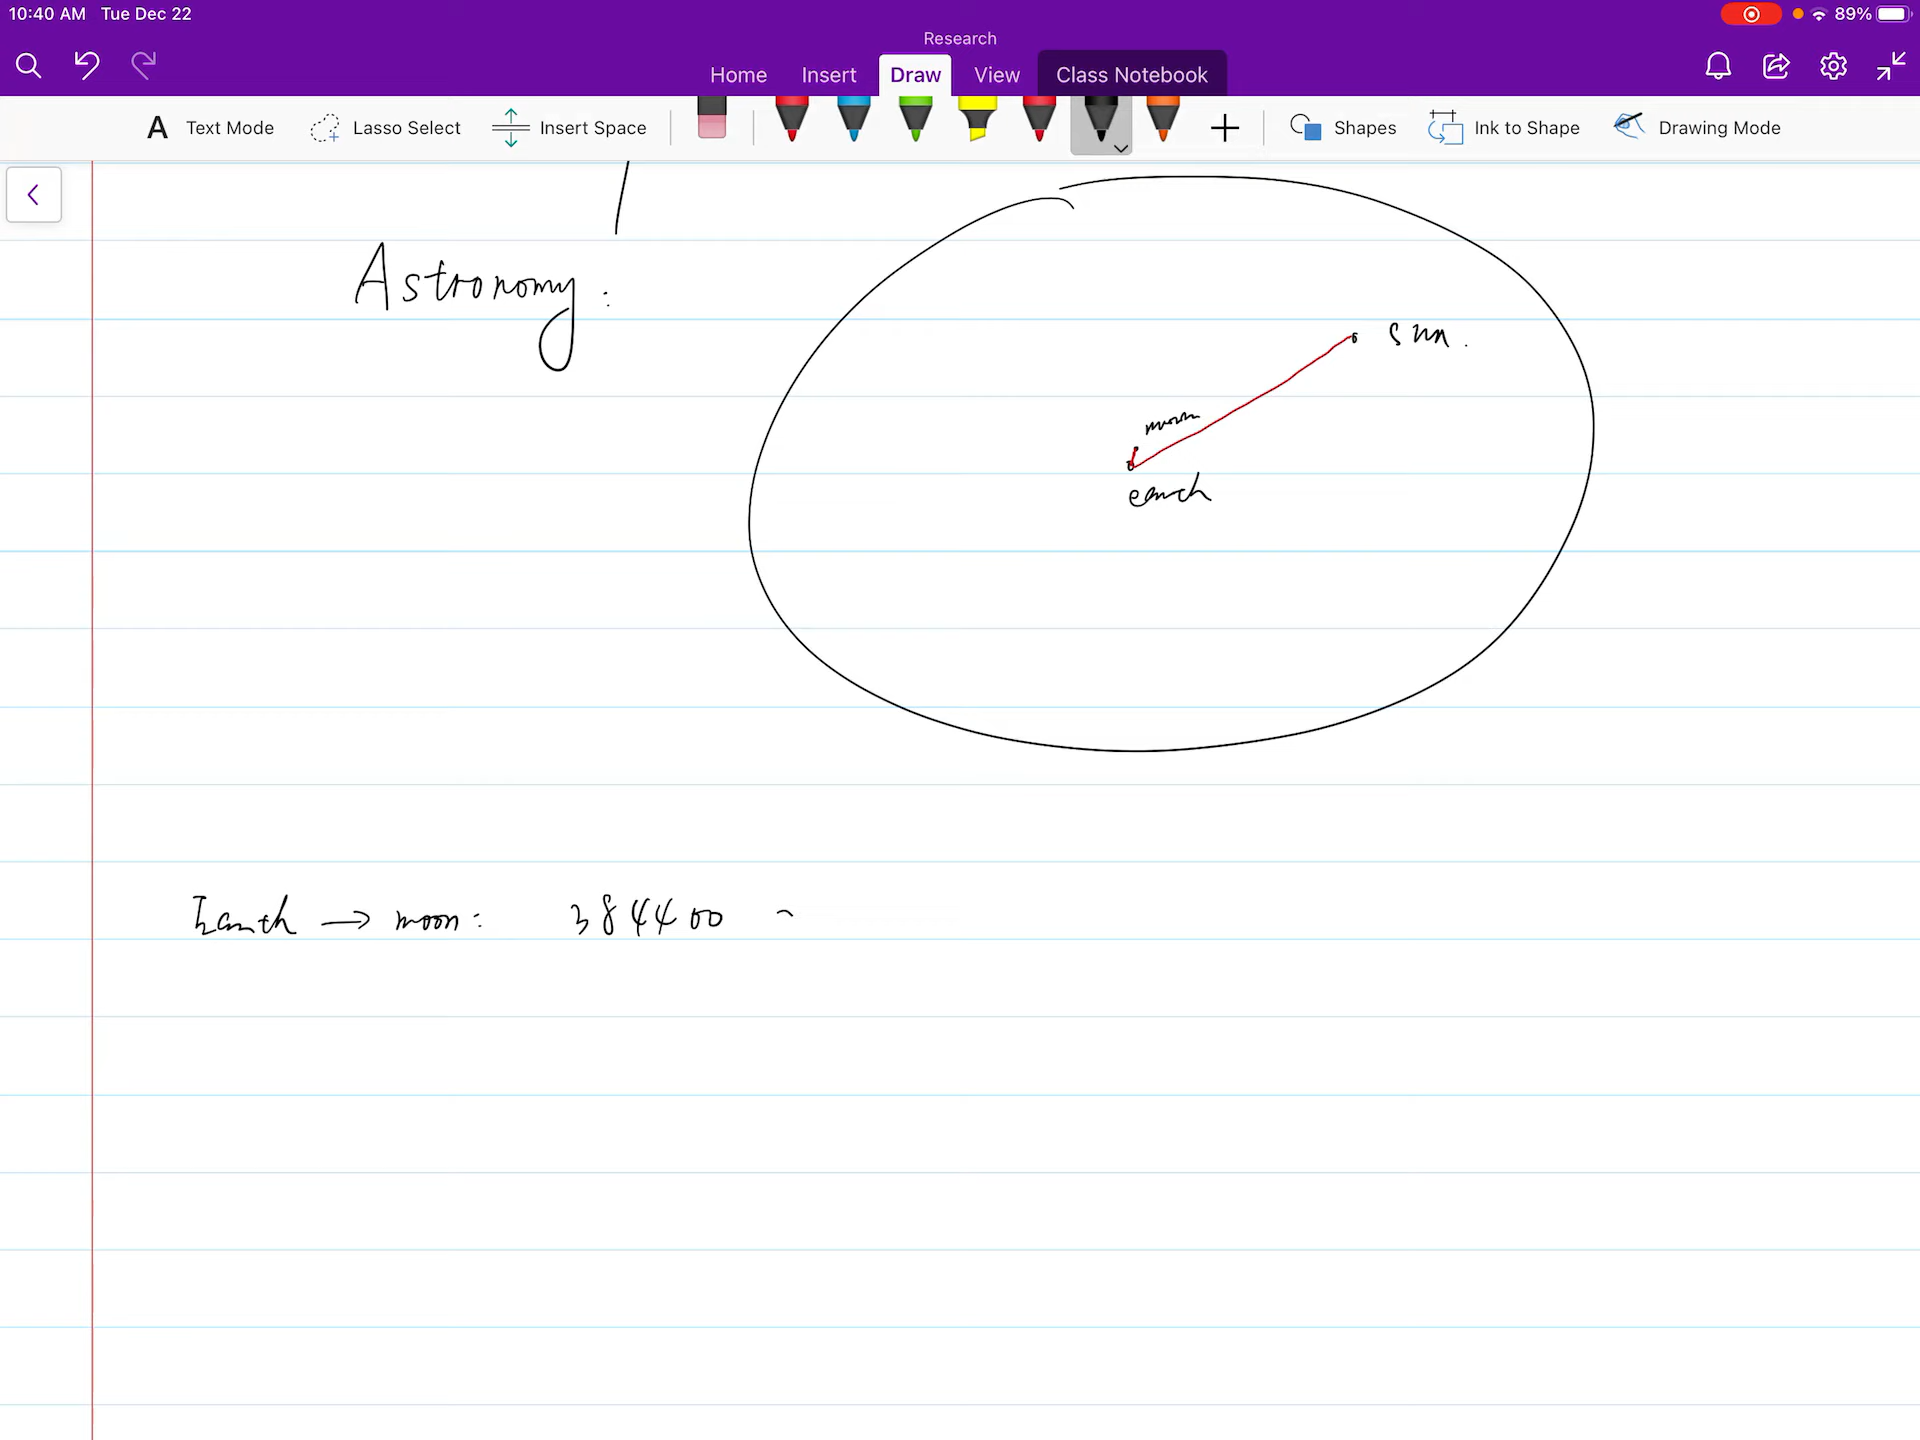 10:40 AM Tue Dec 22
89%
Research
Home Insert Draw View Class Notebook
A Text Mode Lasso Select Insert Space Shapes Ink to Shape Drawing Mode
Astronomy:
sun.
moon
earth
Earth → moon: 384400